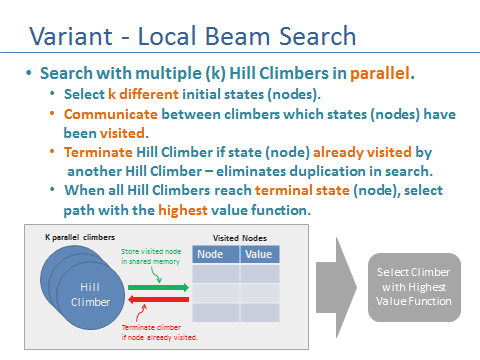 Variant - Local Beam Search
• Search with multiple (k) Hill Climbers in parallel.
• Select k different initial states (nodes).
• Communicate between climbers which states (nodes) have
been visited.
• Terminate Hill Climber if state (node) already visited by
another Hill Climber – eliminates duplication in search.
• When all Hill Climbers reach terminal state (node), select
path with the highest value function.
K parallel climbers
Hill
Climber
Store visited node
in shared memory
Terminate climber
if node already visited.
Visited Nodes
Node Value
Select Climber
with Highest
Value Function